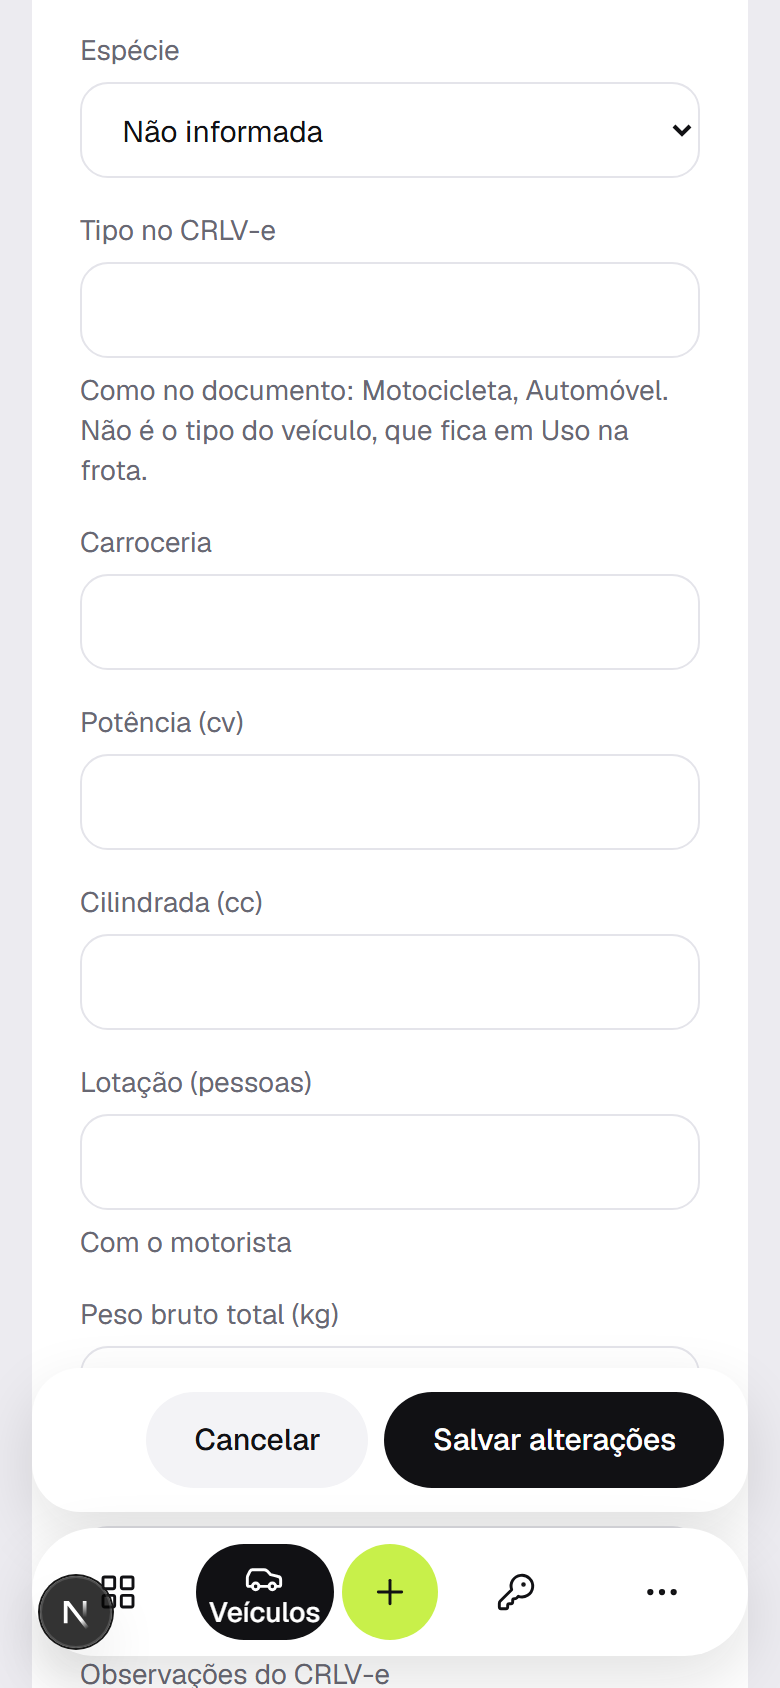 Espécie
Não informada
Tipo no CRLV-e
Como no documento: Motocicleta, Automóvel.
Não é o tipo do veículo, que fica em Uso na
frota.
Carroceria
Potência (cv)
Cilindrada (cc)
Lotação (pessoas)
Com o motorista
Peso bruto total (kg)
Cancelar
Salvar alterações
N
Veículos
Observações do CRLV-e